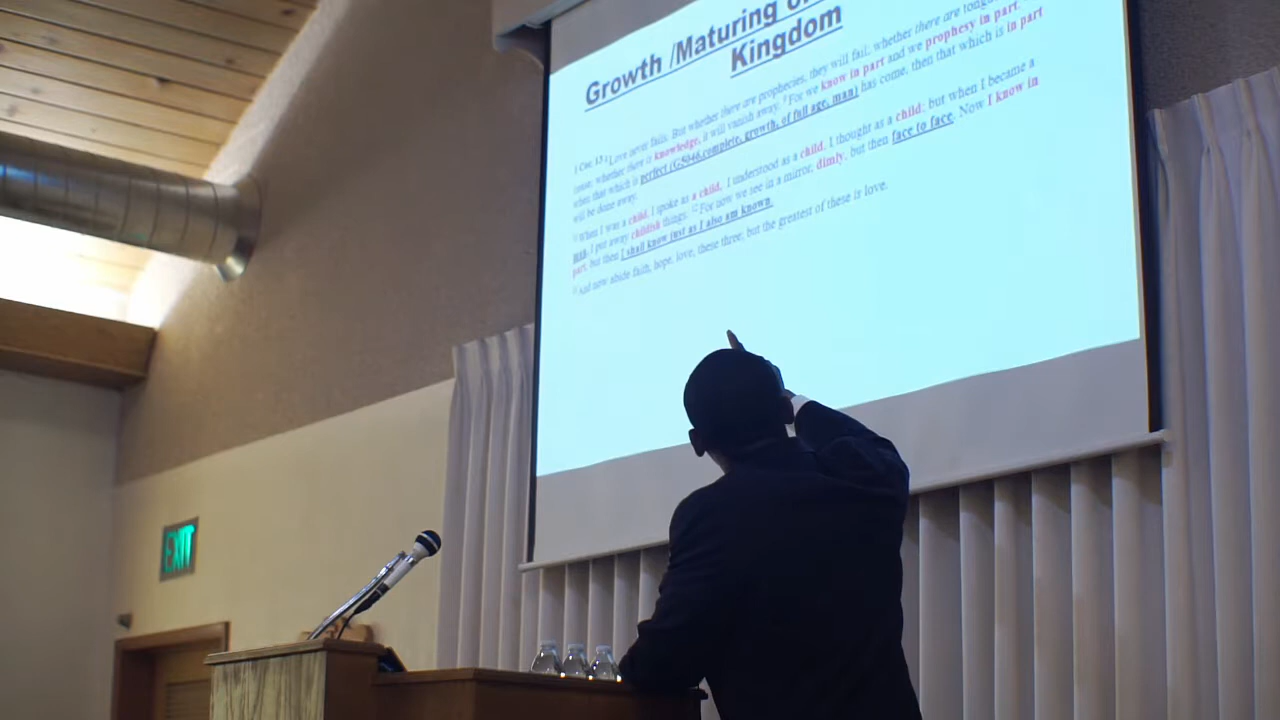 Growth /Maturing of
Kingdom
1 Cor. 13 8 Love never fails. But whether there are prophecies, they will fail; whether there are tongues
cease; whether there is knowledge, it will vanish away. 9 For we know in part and we prophesy in part.
when that which is perfect (G5046,complete, growth, of full age, man) has come, then that which is in part
will be done away.
11 When I was a child, I spoke as a child, I understood as a child, I thought as a child; but when I became a
man, I put away childish things. 12 For now we see in a mirror, dimly, but then face to face. Now I know in
part, but then I shall know just as I also am known.
13 And now abide faith, hope, love, these three; but the greatest of these is love.
EXIT